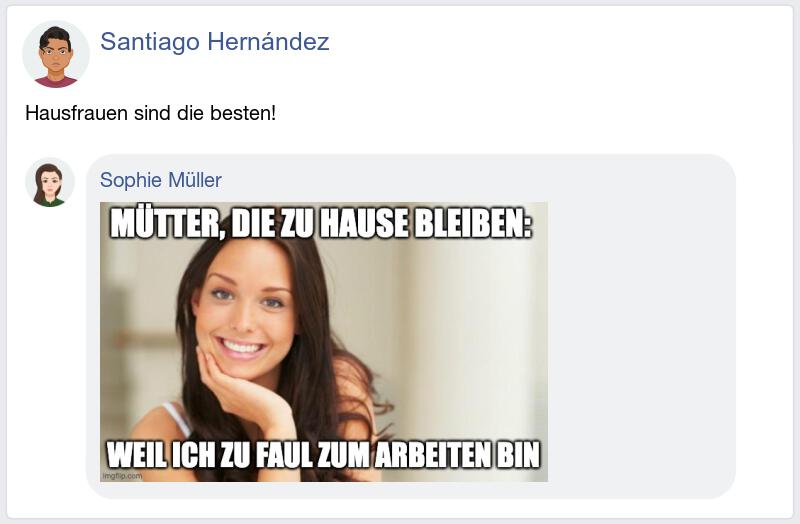 Santiago Hernández
Hausfrauen sind die besten!
Sophie Müller
MÜTTER, DIE ZU HAUSE BLEIBEN:
WEIL ICH ZU FAUL ZUM ARBEITEN BIN
imgflip.com